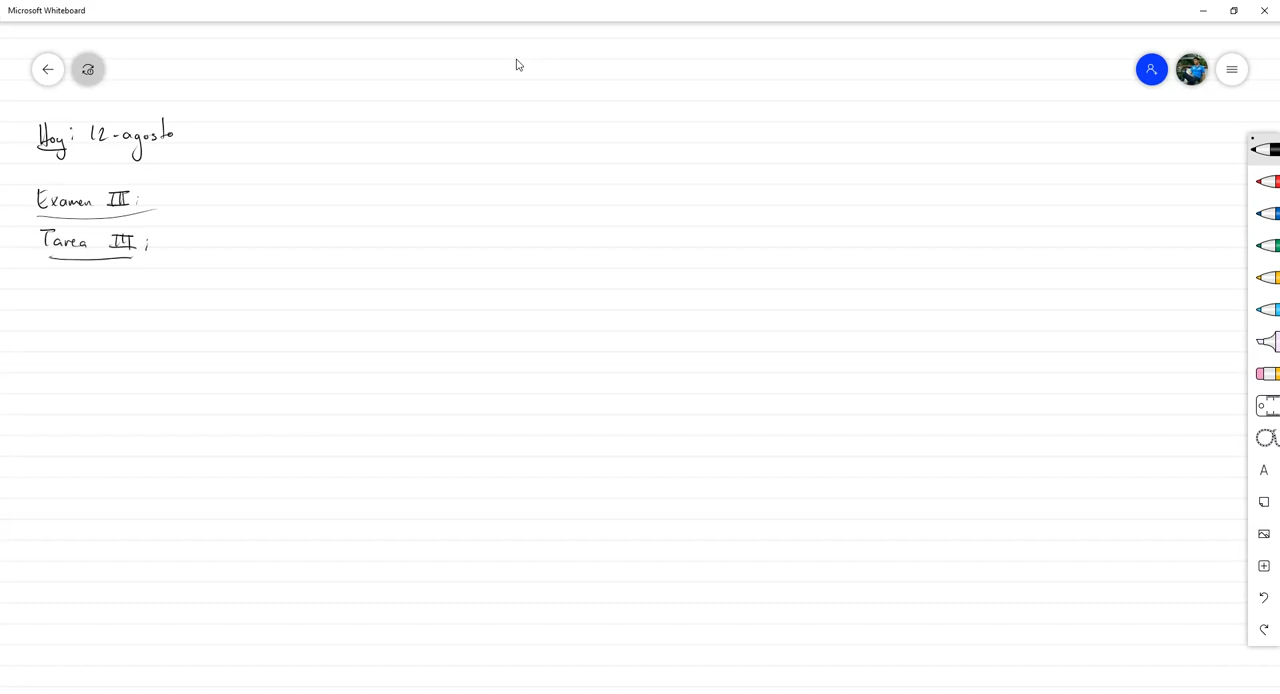 Microsoft Whiteboard
Hoy: 12-agosto
Examen III:
Tarea III:
A